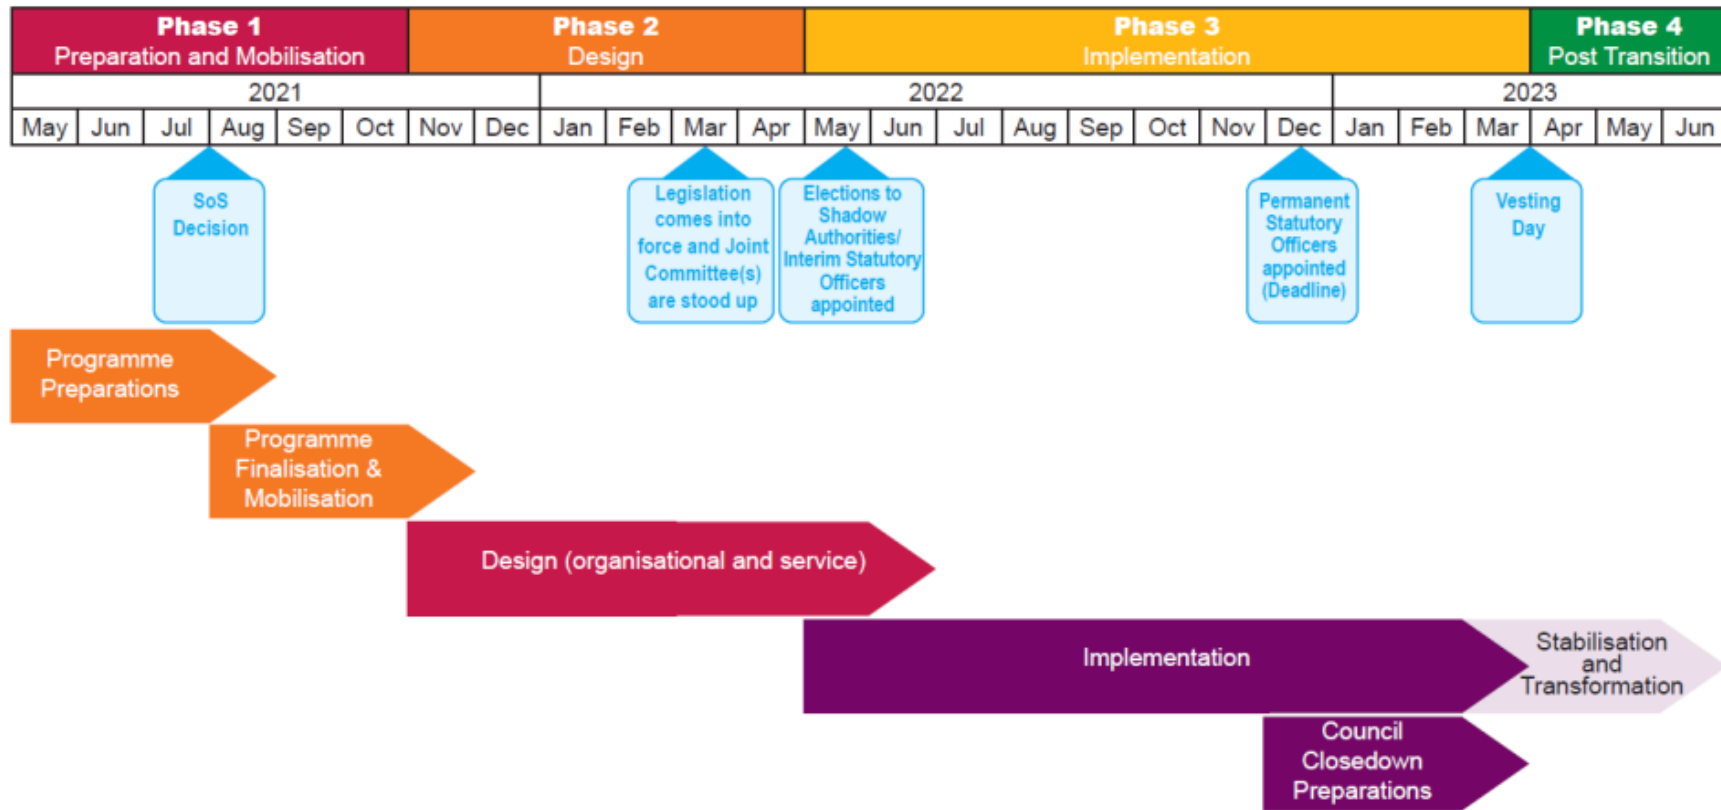 Phase 1
Preparation and Mobilisation
Phase 2
Design
Phase 3
Implementation
Phase 4
Post Transition
2021
2022
2023
May Jun Jul Aug Sep Oct Nov Dec Jan Feb Mar Apr May Jun Jul Aug Sep Oct Nov Dec Jan Feb Mar Apr May Jun
SoS
Decision
Legislation
comes into
force and Joint
Committee(s)
are stood up
Elections to
Shadow
Authorities/
Interim Statutory
Officers
appointed
Permanent
Statutory
Officers
appointed
(Deadline)
Vesting
Day
Programme
Preparations
Programme
Finalisation &
Mobilisation
Design (organisational and service)
Implementation
Stabilisation
and
Transformation
Council
Closedown
Preparations